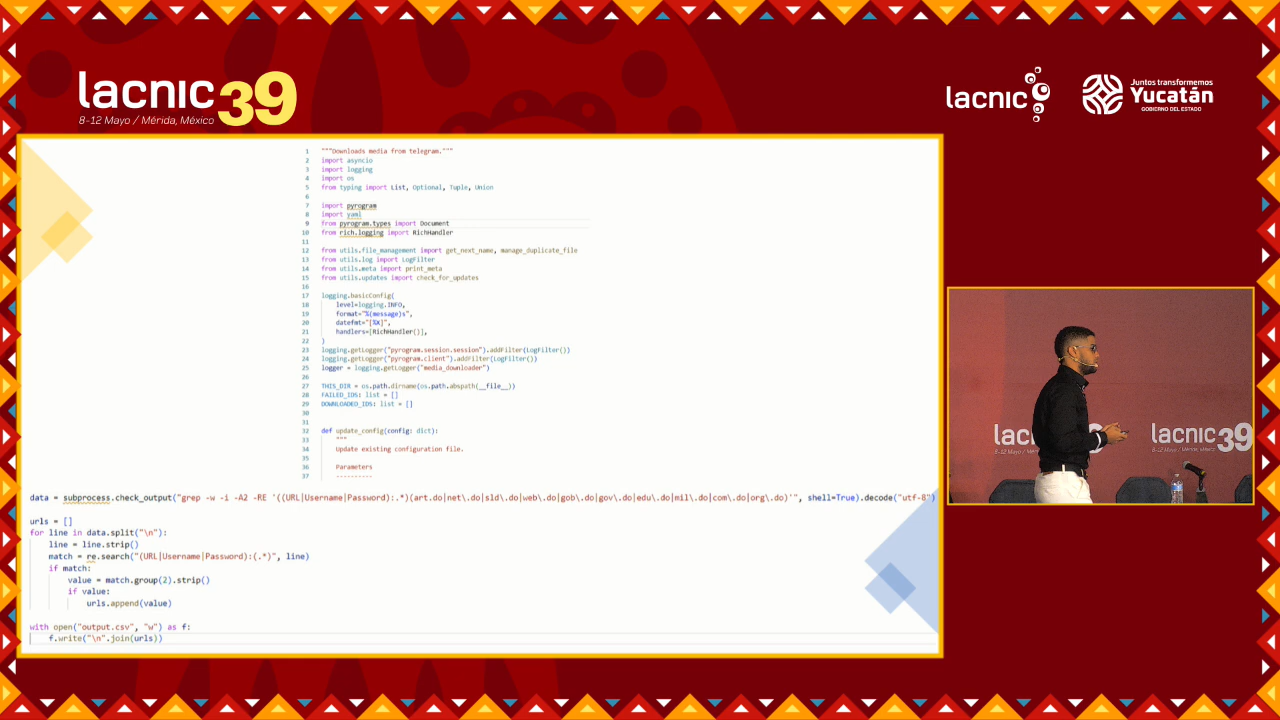 lacnic39
8-12 Mayo / Mérida, México
lacnic
Juntos transformemos
Yucatán
GOBIERNO DEL ESTADO
1 """Downloads media from telegram."""
2 import asyncio
3 import logging
4 import os
5 from typing import List, Optional, Tuple, Union
6
7 import pyrogram
8 import yaml
9 from pyrogram.types import Document
10 from rich.logging import RichHandler
11
12 from utils.file_management import get_next_name, manage_duplicate_file
13 from utils.log import LogFilter
14 from utils.meta import print_meta
15 from utils.updates import check_for_updates
16
17 logging.basicConfig(
18 level=logging.INFO,
19 format="%(message)s",
20 datefmt="[%X]",
21 handlers=[RichHandler()],
22 )
23 logging.getLogger("pyrogram.session.session").addFilter(LogFilter())
24 logging.getLogger("pyrogram.client").addFilter(LogFilter())
25 logger = logging.getLogger("media_downloader")
26
27 THIS_DIR = os.path.dirname(os.path.abspath(__file__))
28 FAILED_IDS: list = []
29 DOWNLOADED_IDS: list = []
30
31
32 def update_config(config: dict):
33 """
34 Update existing configuration file.
35
36 Parameters
37 ----------
data = subprocess.check_output("grep -w -i -A2 -RE '((URL|Username|Password):.*)(art.do|net\.do|sld\.do|web\.do|gob\.do|gov\.do|edu\.do|mil\.do|com\.do|org\.do)'", shell=True).decode("utf-8")
urls = []
for line in data.split("\n"):
line = line.strip()
match = re.search("(URL|Username|Password):(.*)", line)
if match:
value = match.group(2).strip()
if value:
urls.append(value)
with open("output.csv", "w") as f:
f.write("\n".join(urls))
lacnic39
8-12 Mayo / Mérida, México